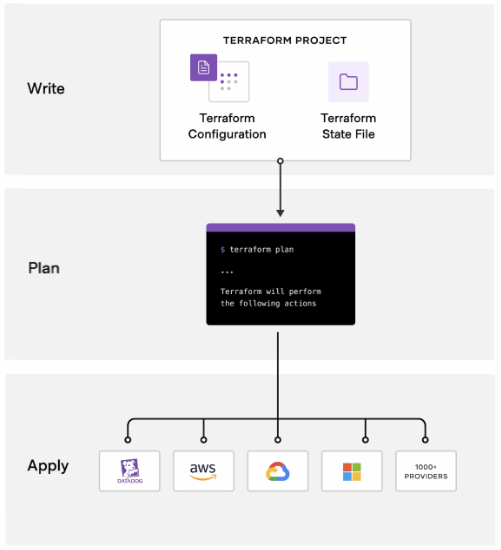 Write
TERRAFORM PROJECT
Terraform
Configuration
Terraform
State File
Plan
$ terraform plan
...
Terraform will perform
the following actions
Apply
DATADOG
aws
1000+
PROVIDERS